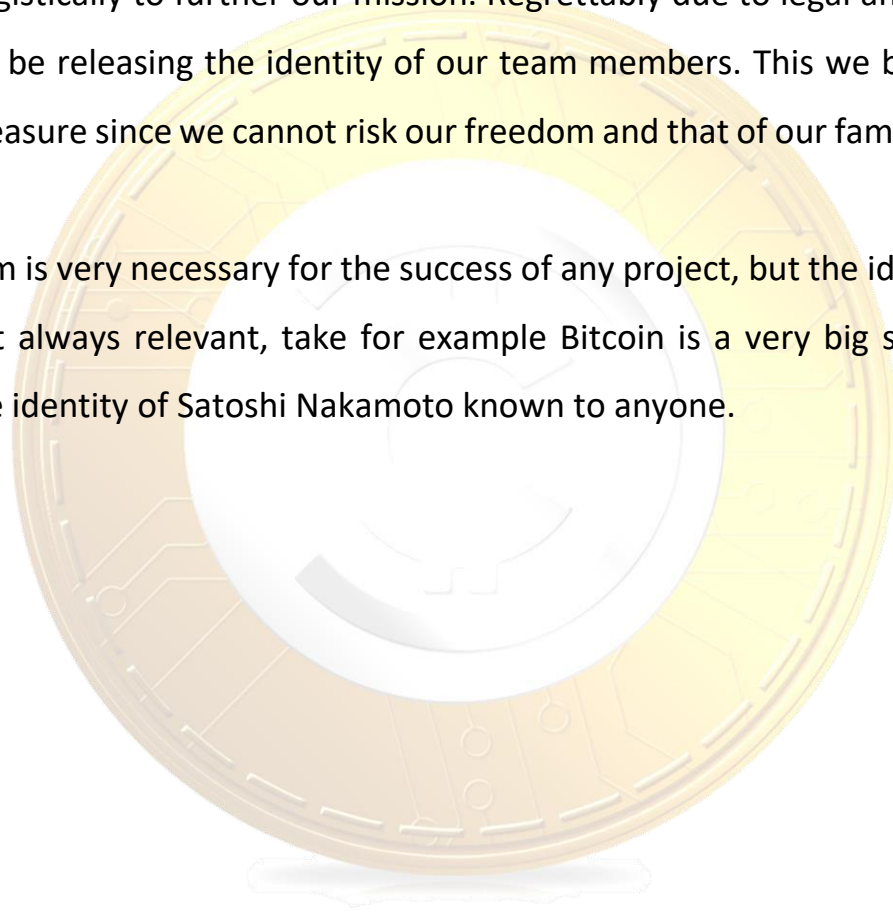 gistically to further our mission. Regrettably due to legal an
be releasing the identity of our team members. This we b
easure since we cannot risk our freedom and that of our fam
m is very necessary for the success of any project, but the id
t always relevant, take for example Bitcoin is a very big s
e identity of Satoshi Nakamoto known to anyone.